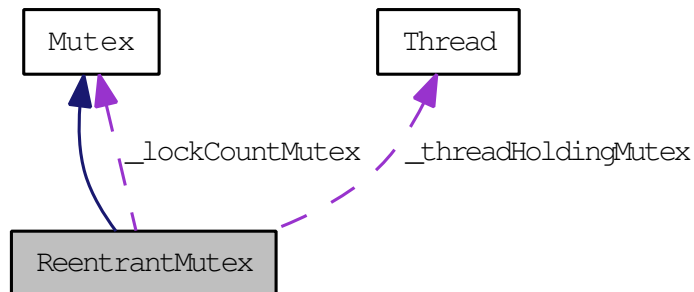 Mutex
Thread
_lockCountMutex
_threadHoldingMutex
ReentrantMutex